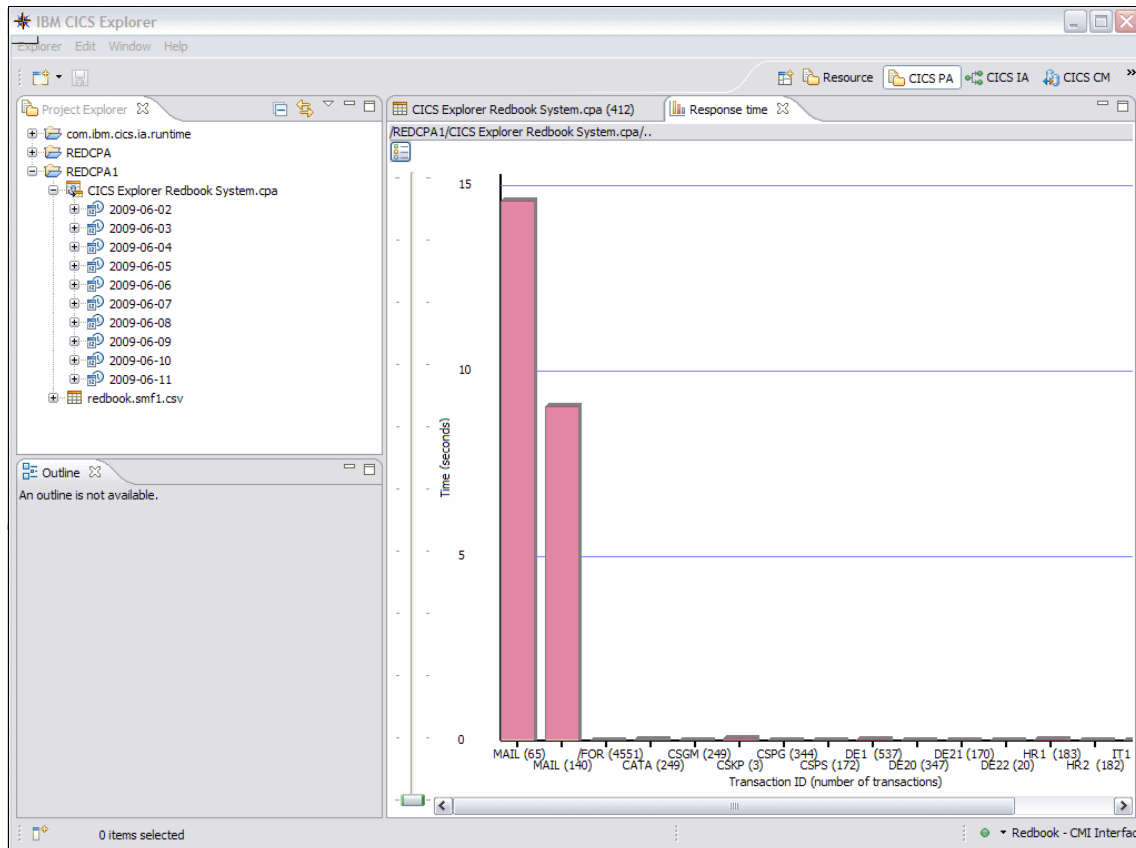 IBM CICS Explorer
Explorer Edit Window Help
Resource CICS PA CICS IA CICS CM »
Project Explorer
com.ibm.cics.ia.runtime
REDCPA
REDCPA1
CICS Explorer Redbook System.cpa
2009-06-02
2009-06-03
2009-06-04
2009-06-05
2009-06-06
2009-06-07
2009-06-08
2009-06-09
2009-06-10
2009-06-11
redbook.smf1.csv
Outline
An outline is not available.
CICS Explorer Redbook System.cpa (412) Response time
/REDCPA1/CICS Explorer Redbook System.cpa/..
15
10
5
0
Time (seconds)
MAIL (65) /FOR (4551) CSGM (249) CSPG (344) DE1 (537) DE21 (170) HR1 (183) IT1
MAIL (140) CATA (249) CSKP (3) CSPS (172) DE20 (347) DE22 (20) HR2 (182)
Transaction ID (number of transactions)
0 items selected
Redbook - CMI Interfac